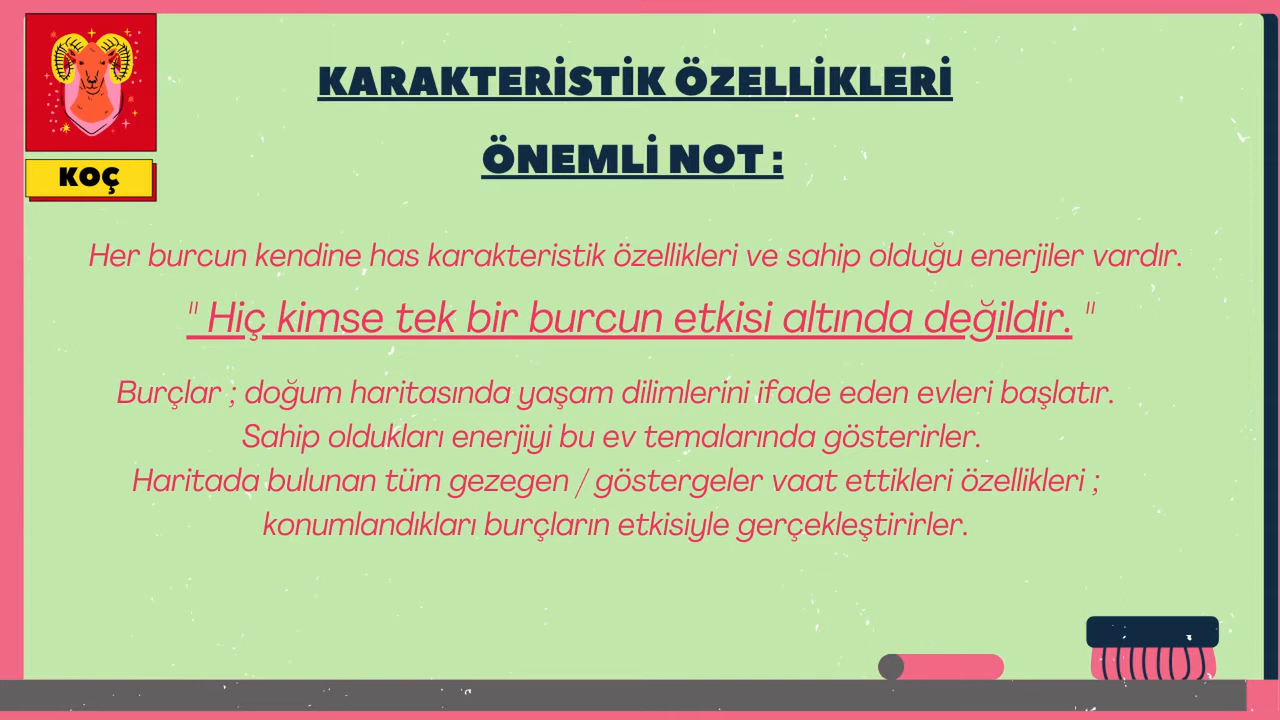 KOÇ
KARAKTERİSTİK ÖZELLİKLERİ
ÖNEMLİ NOT :
Her burcun kendine has karakteristik özellikleri ve sahip olduğu enerjiler vardır.
" Hiç kimse tek bir burcun etkisi altında değildir. "
Burçlar ; doğum haritasında yaşam dilimlerini ifade eden evleri başlatır.
Sahip oldukları enerjiyi bu ev temalarında gösterirler.
Haritada bulunan tüm gezegen / göstergeler vaat ettikleri özellikleri ;
konumlandıkları burçların etkisiyle gerçekleştirirler.